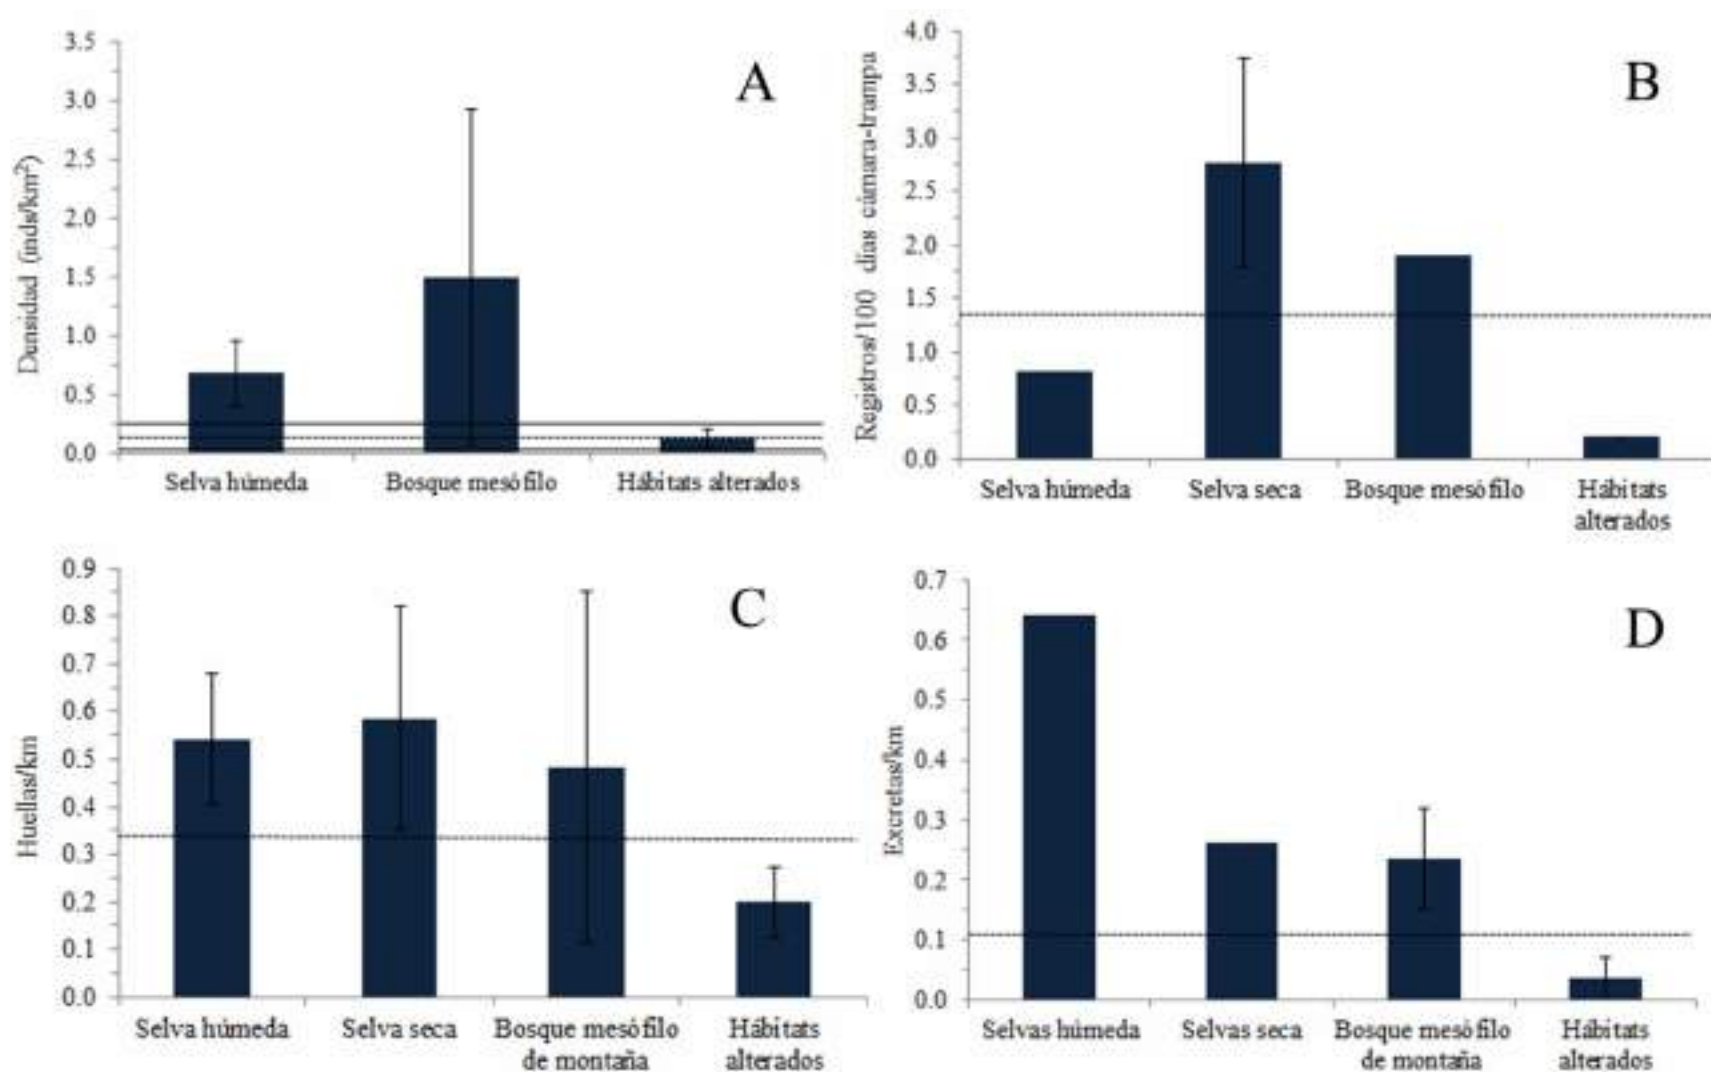 A
Dunsidad (inds/km²)
3.5
3.0
2.5
2.0
1.5
1.0
0.5
0.0
Selva húmeda Bosque mesófilo Hábitats alterados
B
Registros/100 días cámara-trampa
4.0
3.5
3.0
2.5
2.0
1.5
1.0
0.5
0.0
Selva húmeda Selva seca Bosque mesófilo Hábitats
alterados
C
Huellas/km
0.9
0.8
0.7
0.6
0.5
0.4
0.3
0.2
0.1
0.0
Selva húmeda Selva seca Bosque mesófilo Hábitats
de montaña alterados
D
Excretas/km
0.7
0.6
0.5
0.4
0.3
0.2
0.1
0.0
Selvas húmeda Selvas seca Bosque mesófilo Hábitats
de montaña alterados